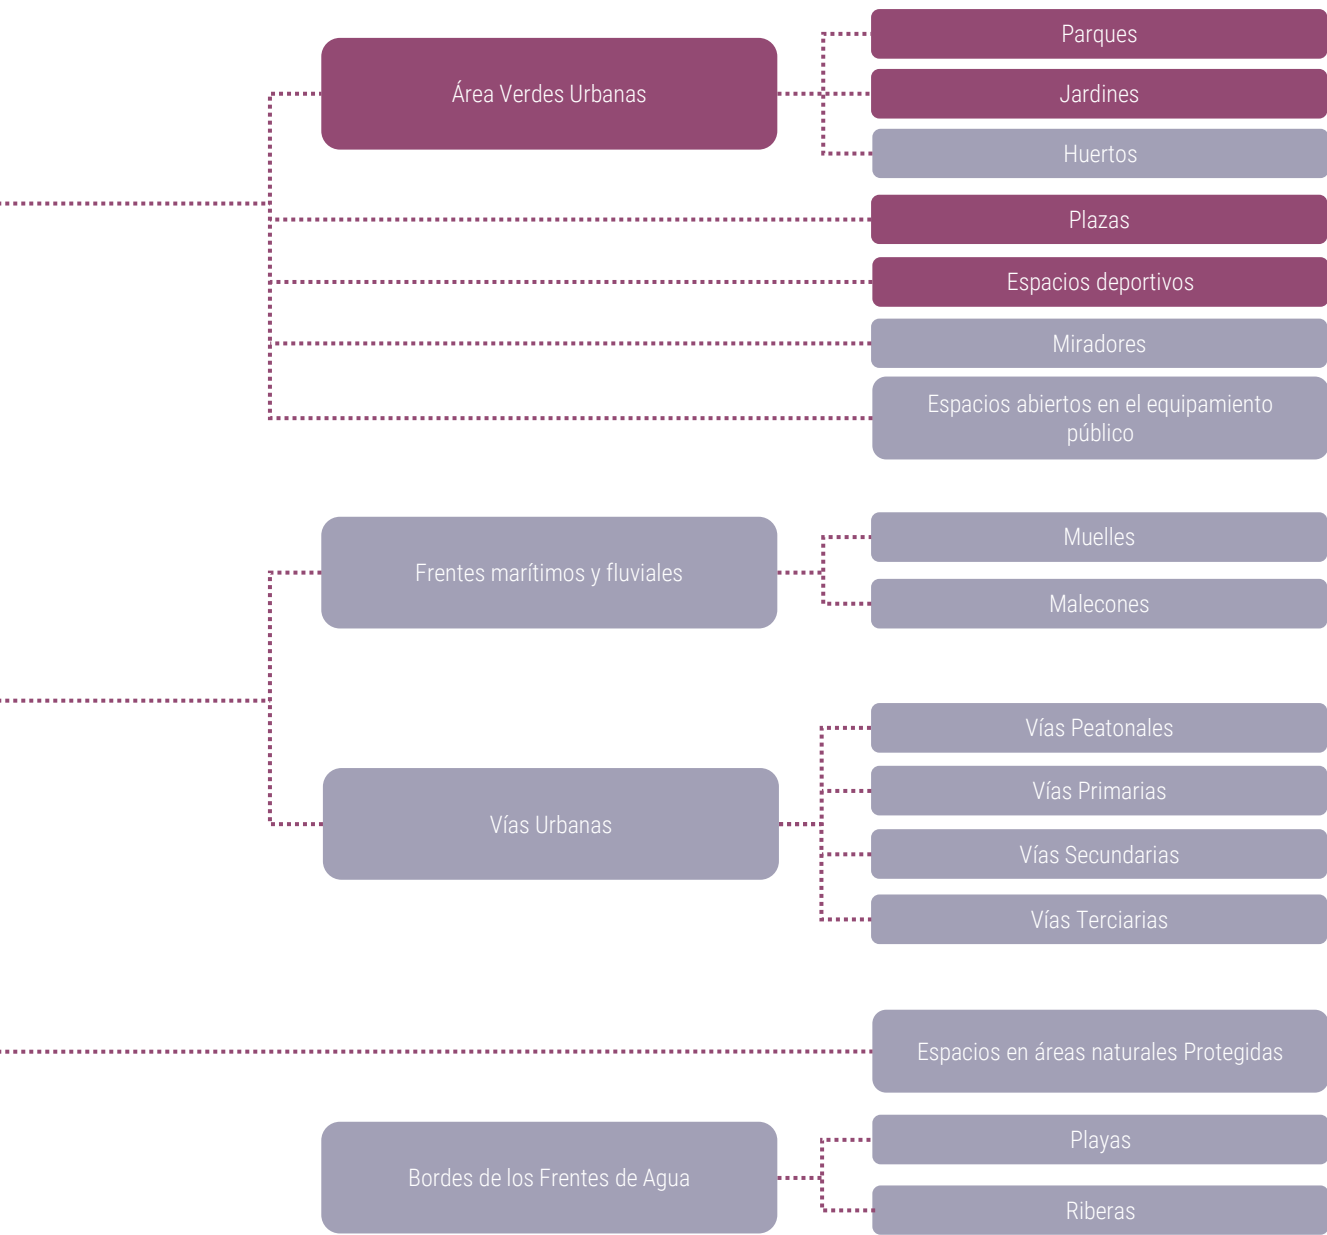 Área Verdes Urbanas
Parques
Jardines
Huertos
Plazas
Espacios deportivos
Miradores
Espacios abiertos en el equipamiento
público
Frentes marítimos y fluviales
Muelles
Malecones
Vías Urbanas
Vías Peatonales
Vías Primarias
Vías Secundarias
Vías Terciarias
Espacios en áreas naturales Protegidas
Bordes de los Frentes de Agua
Playas
Riberas